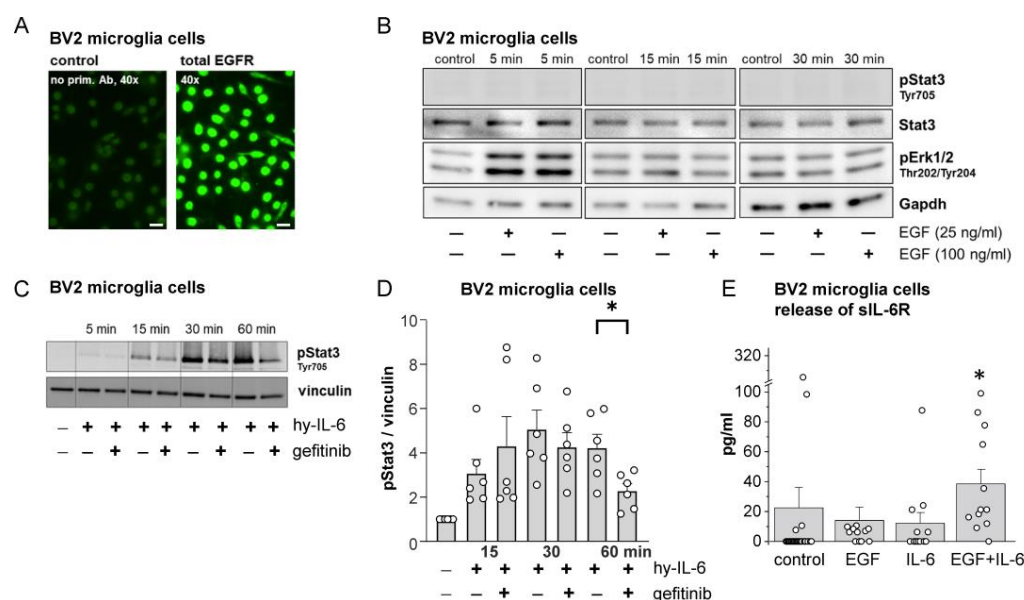 A
BV2 microglia cells
control
total EGFR
no prim. Ab, 40x
40x
B
BV2 microglia cells
control 5 min 5 min control 15 min 15 min control 30 min 30 min
pStat3
Tyr705
Stat3
pErk1/2
Thr202/Tyr204
Gapdh
— + — — + — — + — EGF (25 ng/ml)
— — + — — + — — + EGF (100 ng/ml)
C
BV2 microglia cells
5 min 15 min 30 min 60 min
pStat3
Tyr705
vinculin
— + + + + + + + + hy-IL-6
— — + — + — + — + gefitinib
D
BV2 microglia cells
*
pStat3 / vinculin
10
8
6
4
2
0
15 30 60 min
— + + + + + + hy-IL-6
— — + — + — + gefitinib
E
BV2 microglia cells
release of sIL-6R
pg/ml
320
100
80
60
40
20
0
*
control EGF IL-6 EGF+IL-6